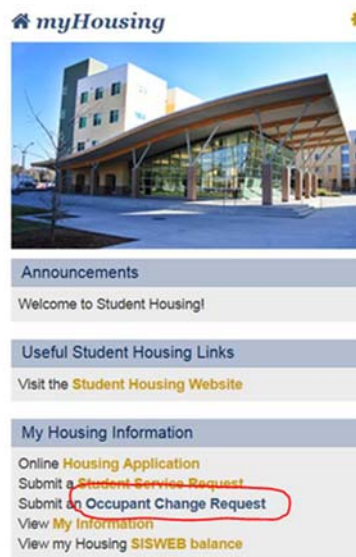 myHousing
Announcements
Welcome to Student Housing!
Useful Student Housing Links
Visit the Student Housing Website
My Housing Information
Online Housing Application
Submit a Student Service Request
Submit an Occupant Change Request
View My Information
View my Housing SISWEB balance